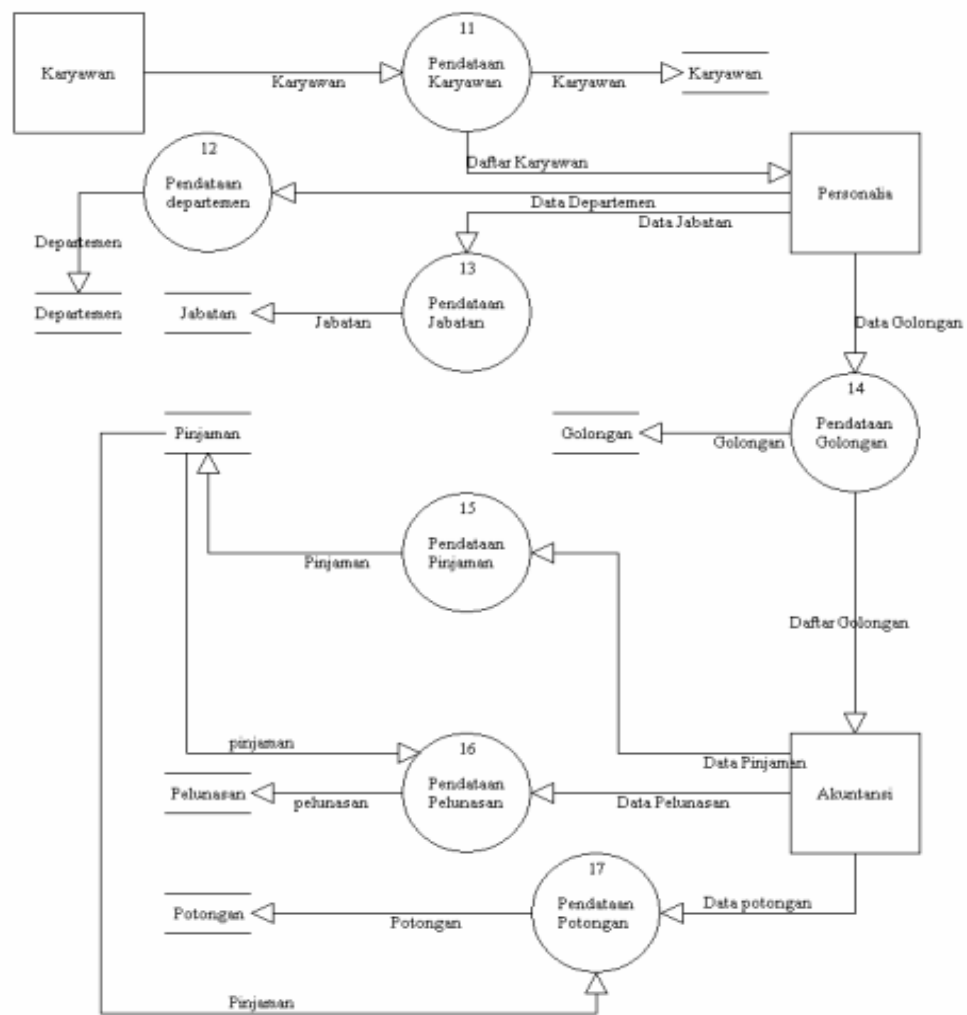 11
Pendataan
Karyawan
Karyawan
Karyawan
Karyawan
Karyawan
12
Pendataan
departemen
Daftar Karyawan
Personalia
Data Departemen
Data Jabatan
Departemen
13
Pendataan
Jabatan
Departemen
Jabatan
Jabatan
Data Golongan
14
Pendataan
Golongan
Pinjaman
Golongan
Golongan
15
Pendataan
Pinjaman
Pinjaman
Daftar Golongan
pinjaman
16
Pendataan
Pelunasan
Data Pinjaman
Pelunasan
pelunasan
Data Pelunasan
Akuntansi
17
Pendataan
Potongan
Potongan
Potongan
Data potongan
Pinjaman